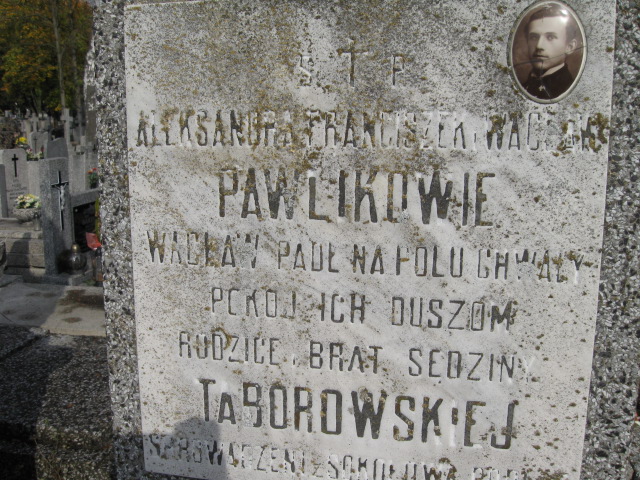 Ś † P
ALEKSANDRA FRANCISZEK I WACŁAW
PAWLIKOWIE
WACŁAW PADŁ NA POLU CHWAŁY
POKÓJ ICH DUSZOM
RODZICE I BRAT SĘDZINY
TABOROWSKIEJ